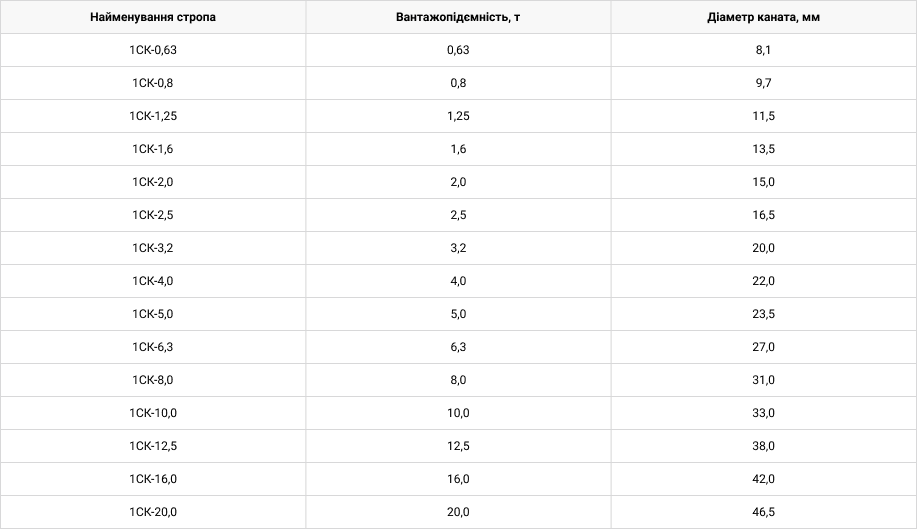 Найменування стропа Вантажопідємність, т Діаметр каната, мм
1СК-0,63 0,63 8,1
1СК-0,8 0,8 9,7
1СК-1,25 1,25 11,5
1СК-1,6 1,6 13,5
1СК-2,0 2,0 15,0
1СК-2,5 2,5 16,5
1СК-3,2 3,2 20,0
1СК-4,0 4,0 22,0
1СК-5,0 5,0 23,5
1СК-6,3 6,3 27,0
1СК-8,0 8,0 31,0
1СК-10,0 10,0 33,0
1СК-12,5 12,5 38,0
1СК-16,0 16,0 42,0
1СК-20,0 20,0 46,5